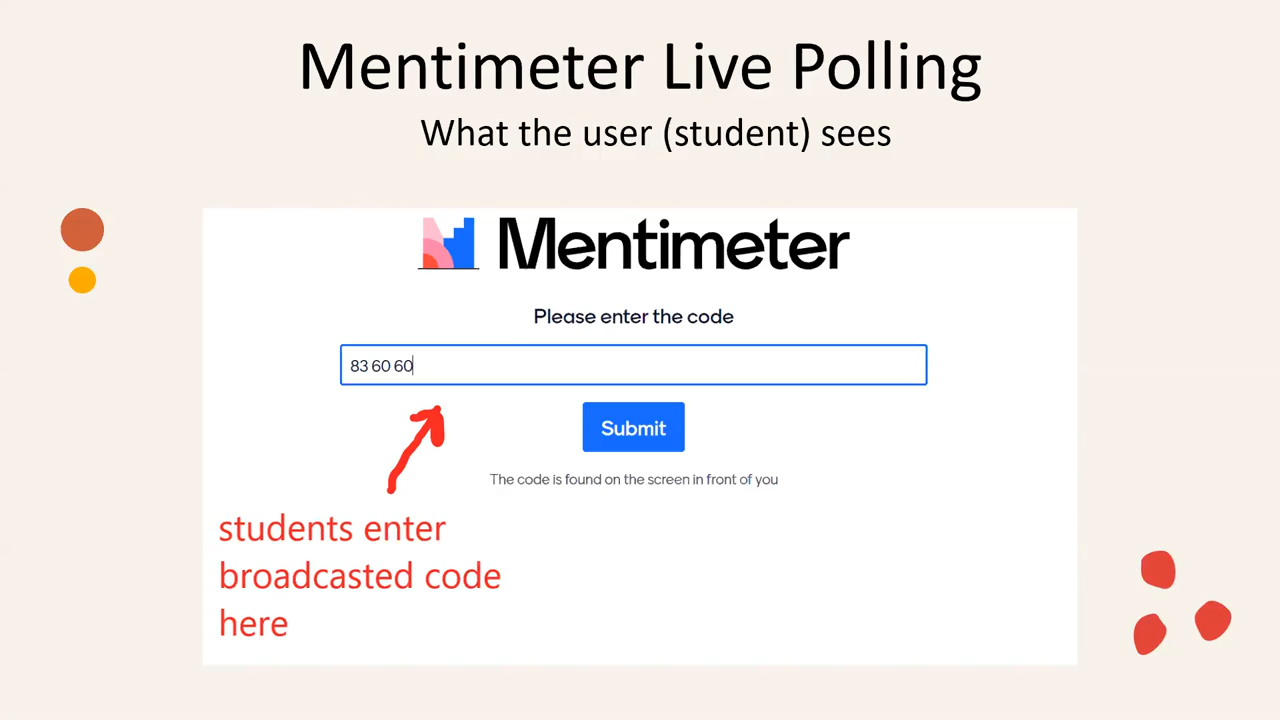 Mentimeter Live Polling
What the user (student) sees
Mentimeter
Please enter the code
83 60 60
Submit
The code is found on the screen in front of you
students enter
broadcasted code
here